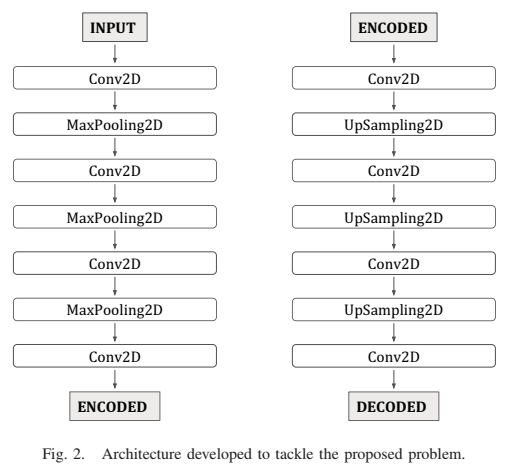 INPUT
Conv2D
MaxPooling2D
Conv2D
MaxPooling2D
Conv2D
MaxPooling2D
Conv2D
ENCODED
ENCODED
Conv2D
UpSampling2D
Conv2D
UpSampling2D
Conv2D
UpSampling2D
Conv2D
DECODED
Fig. 2. Architecture developed to tackle the proposed problem.